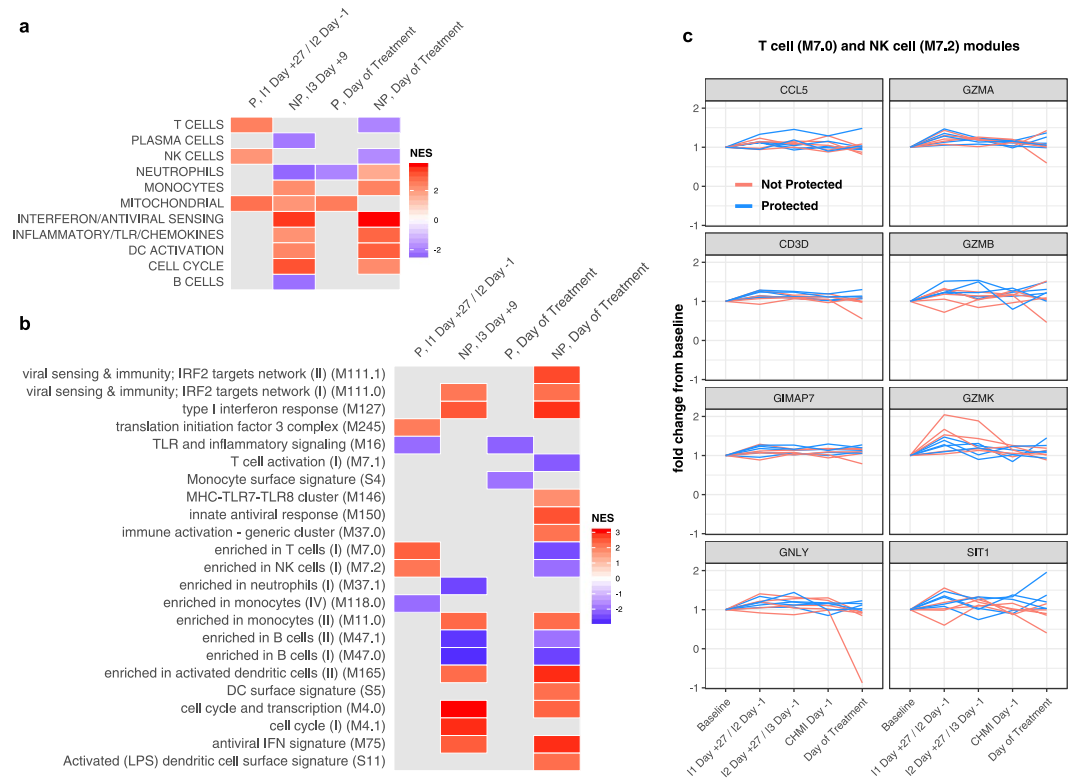 a
P, I1 Day +27 / I2 Day -1
NP, I3 Day +9
P, Day of Treatment
NP, Day of Treatment
T CELLS
PLASMA CELLS
NK CELLS
NEUTROPHILS
MONOCYTES
MITOCHONDRIAL
INTERFERON/ANTIVIRAL SENSING
INFLAMMATORY/TLR/CHEMOKINES
DC ACTIVATION
CELL CYCLE
B CELLS
NES
2
0
-2
b
P, I1 Day +27 / I2 Day -1
NP, I3 Day +9
P, Day of Treatment
NP, Day of Treatment
viral sensing & immunity; IRF2 targets network (II) (M111.1)
viral sensing & immunity; IRF2 targets network (I) (M111.0)
type I interferon response (M127)
translation initiation factor 3 complex (M245)
TLR and inflammatory signaling (M16)
T cell activation (I) (M7.1)
Monocyte surface signature (S4)
MHC-TLR7-TLR8 cluster (M146)
innate antiviral response (M150)
immune activation - generic cluster (M37.0)
enriched in T cells (I) (M7.0)
enriched in NK cells (I) (M7.2)
enriched in neutrophils (I) (M37.1)
enriched in monocytes (IV) (M118.0)
enriched in monocytes (II) (M11.0)
enriched in B cells (II) (M47.1)
enriched in B cells (I) (M47.0)
enriched in activated dendritic cells (II) (M165)
DC surface signature (S5)
cell cycle and transcription (M4.0)
cell cycle (I) (M4.1)
antiviral IFN signature (M75)
Activated (LPS) dendritic cell surface signature (S11)
NES
3
2
1
0
-1
-2
c
T cell (M7.0) and NK cell (M7.2) modules
fold change from baseline
CCL5
GZMA
2
1
0
-1
Not Protected
Protected
CD3D
GZMB
2
1
0
-1
GIMAP7
GZMK
2
1
0
-1
GNLY
SIT1
2
1
0
-1
Baseline
I1 Day +27 / I2 Day -1
I2 Day +27 / I3 Day -1
CHMI Day -1
Day of Treatment
Baseline
I1 Day +27 / I2 Day -1
I2 Day +27 / I3 Day -1
CHMI Day -1
Day of Treatment